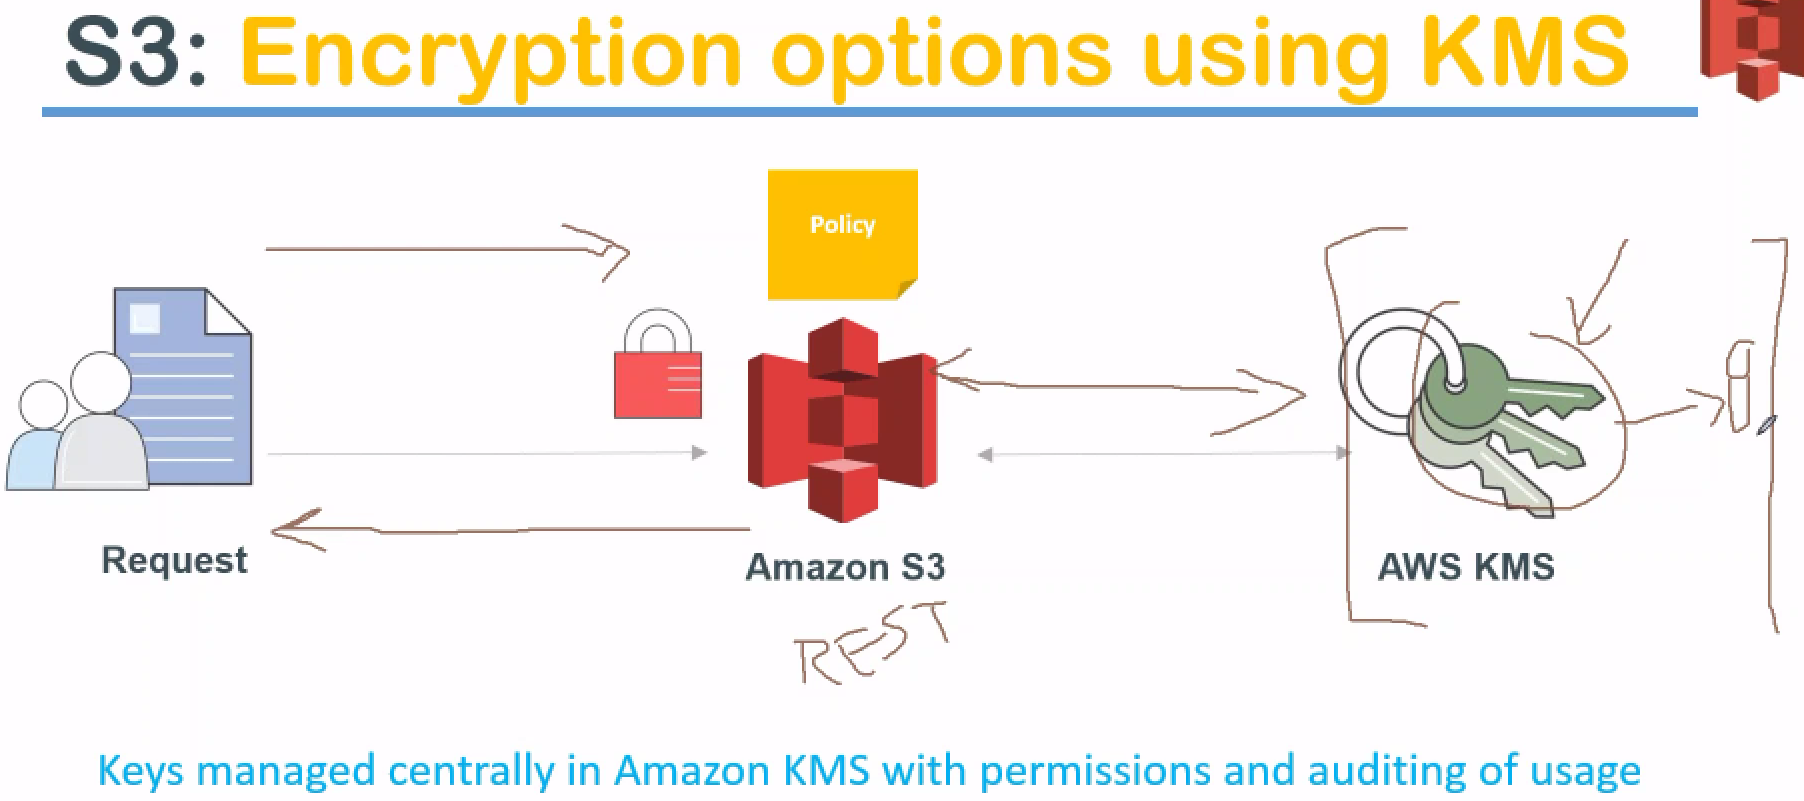 S3: Encryption options using KMS
Policy
Request
Amazon S3
AWS KMS
REST
Keys managed centrally in Amazon KMS with permissions and auditing of usage